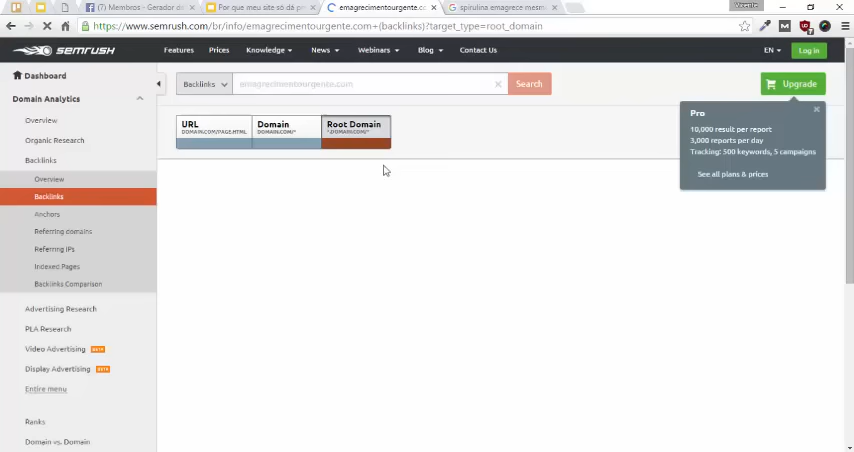 Vicente
(7) Membros - Gerador de
Por que meu site só dá pr
emagrecimentourgente.co
spirulina emagrece mesm
www.semrush.com/br/info/emagrecimentourgente.com+(backlinks)?target_type=root_domain
SEMRUSH
Features
Prices
Knowledge
News
Webinars
Blog
Contact Us
EN
Log in
Dashboard
Domain Analytics
Overview
Organic Research
Backlinks
Overview
Backlinks
Anchors
Referring domains
Referring IPs
Indexed Pages
Backlinks Comparison
Advertising Research
PLA Research
Video Advertising BETA
Display Advertising BETA
Entire menu
Ranks
Domain vs. Domain
Backlinks
emagrecimentourgente.com
Search
Upgrade
URL
DOMAIN.COM/PAGE.HTML
Domain
DOMAIN.COM/*
Root Domain
*.DOMAIN.COM/*
Pro
10,000 result per report
3,000 reports per day
Tracking: 500 keywords, 5 campaigns
See all plans & prices